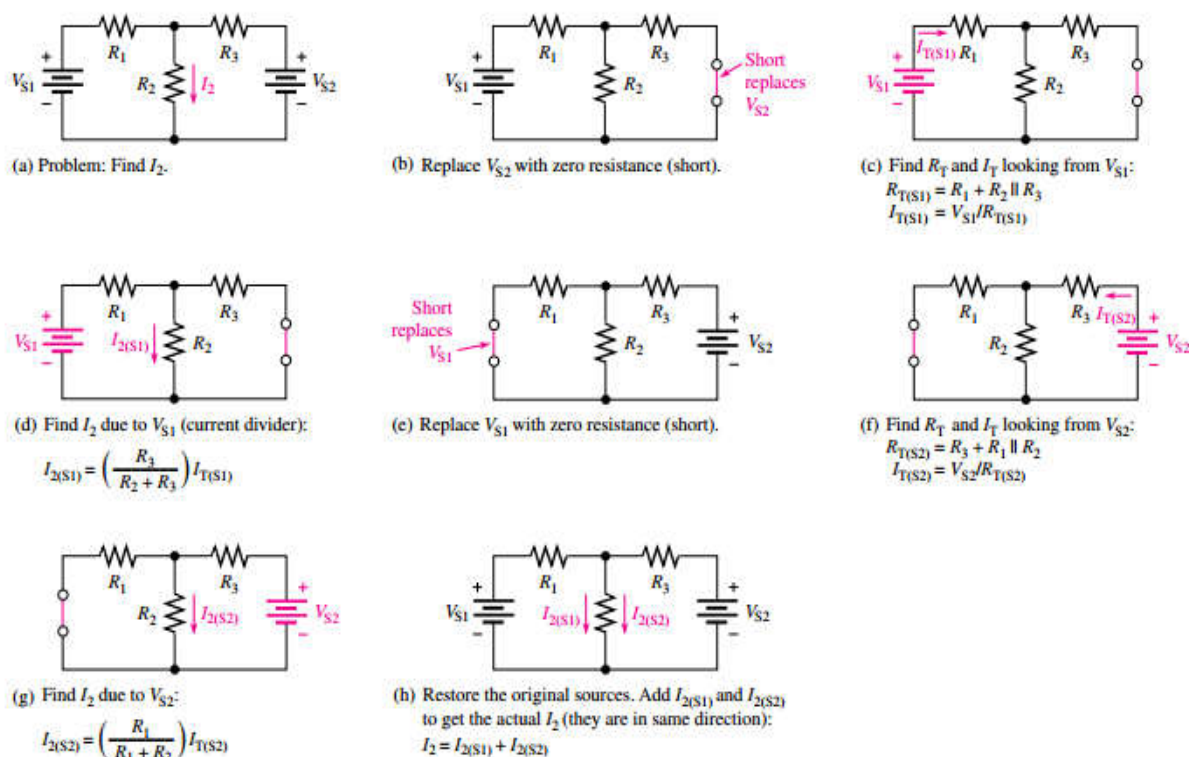 + R1 R3 +
VS1 R2 I2 VS2
– –
(a) Problem: Find I2.
+ R1 R3
VS1 R2
–
Short
replaces
VS2
(b) Replace VS2 with zero resistance (short).
+ IT(S1) R1 R3
VS1 R2
–
(c) Find RT and IT looking from VS1:
RT(S1) = R1 + R2 || R3
IT(S1) = VS1/RT(S1)
+ R1 R3
VS1 I2(S1) R2
–
(d) Find I2 due to VS1 (current divider):
I2(S1) = (R3 / R2 + R3) IT(S1)
Short
replaces
VS1
R1 R3 +
R2 VS2
–
(e) Replace VS1 with zero resistance (short).
R1 R3 IT(S2) +
R2 VS2
–
(f) Find RT and IT looking from VS2:
RT(S2) = R3 + R1 || R2
IT(S2) = VS2/RT(S2)
R1 R3 +
R2 I2(S2) VS2
–
(g) Find I2 due to VS2:
I2(S2) = (R1 / R1 + R2) IT(S2)
+ R1 R3 +
VS1 I2(S1) I2(S2) VS2
– –
(h) Restore the original sources. Add I2(S1) and I2(S2)
to get the actual I2 (they are in same direction):
I2 = I2(S1) + I2(S2)